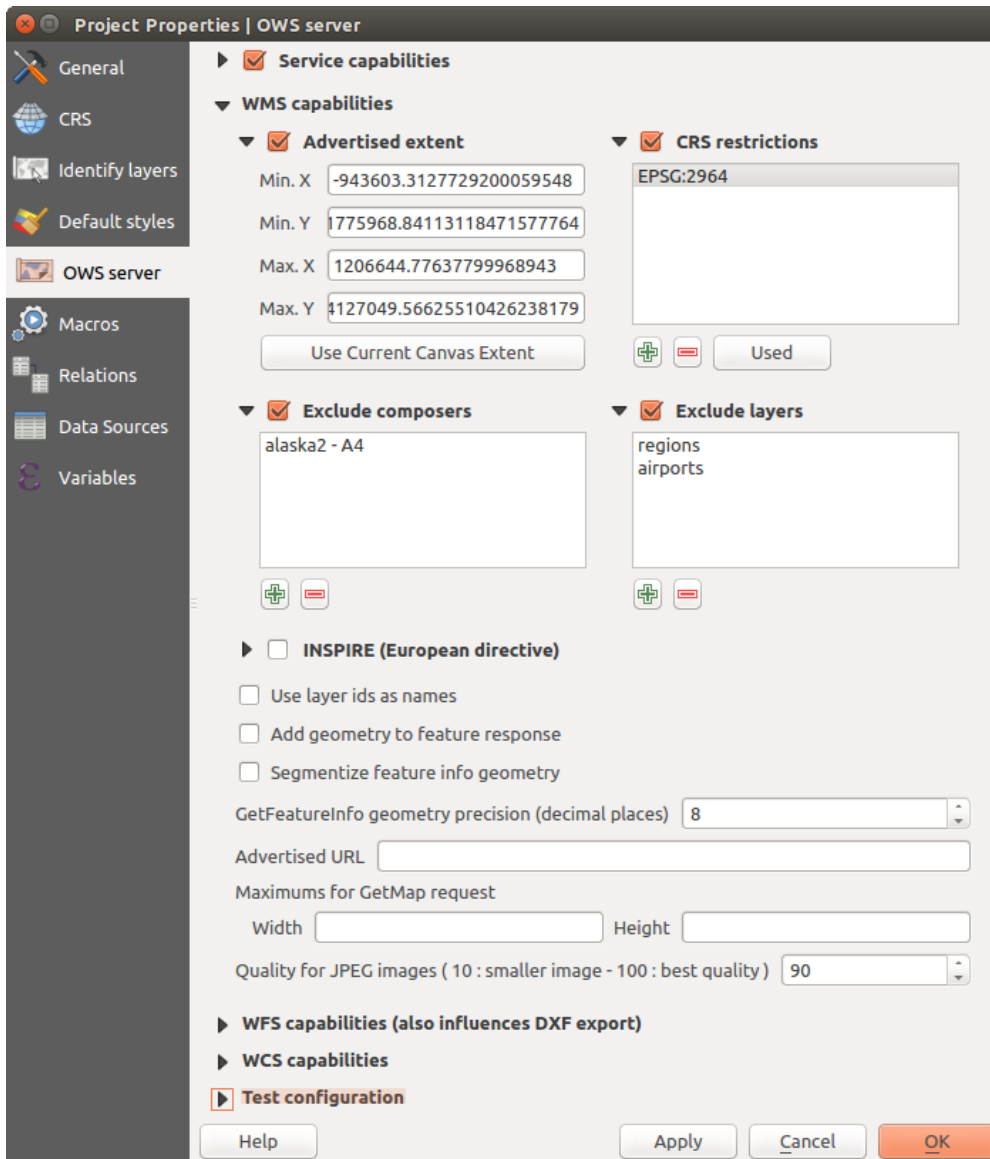 Project Properties | OWS server
General
CRS
Identify layers
Default styles
OWS server
Macros
Relations
Data Sources
Variables
Service capabilities
WMS capabilities
Advertised extent
Min. X -943603.3127729200059548
Min. Y 1775968.84113118471577764
Max. X 1206644.77637799968943
Max. Y 4127049.56625510426238179
Use Current Canvas Extent
CRS restrictions
EPSG:2964
Used
Exclude composers
alaska2 - A4
Exclude layers
regions
airports
INSPIRE (European directive)
Use layer ids as names
Add geometry to feature response
Segmentize feature info geometry
GetFeatureInfo geometry precision (decimal places) 8
Advertised URL
Maximums for GetMap request
Width Height
Quality for JPEG images ( 10 : smaller image - 100 : best quality ) 90
WFS capabilities (also influences DXF export)
WCS capabilities
Test configuration
Help Apply Cancel OK